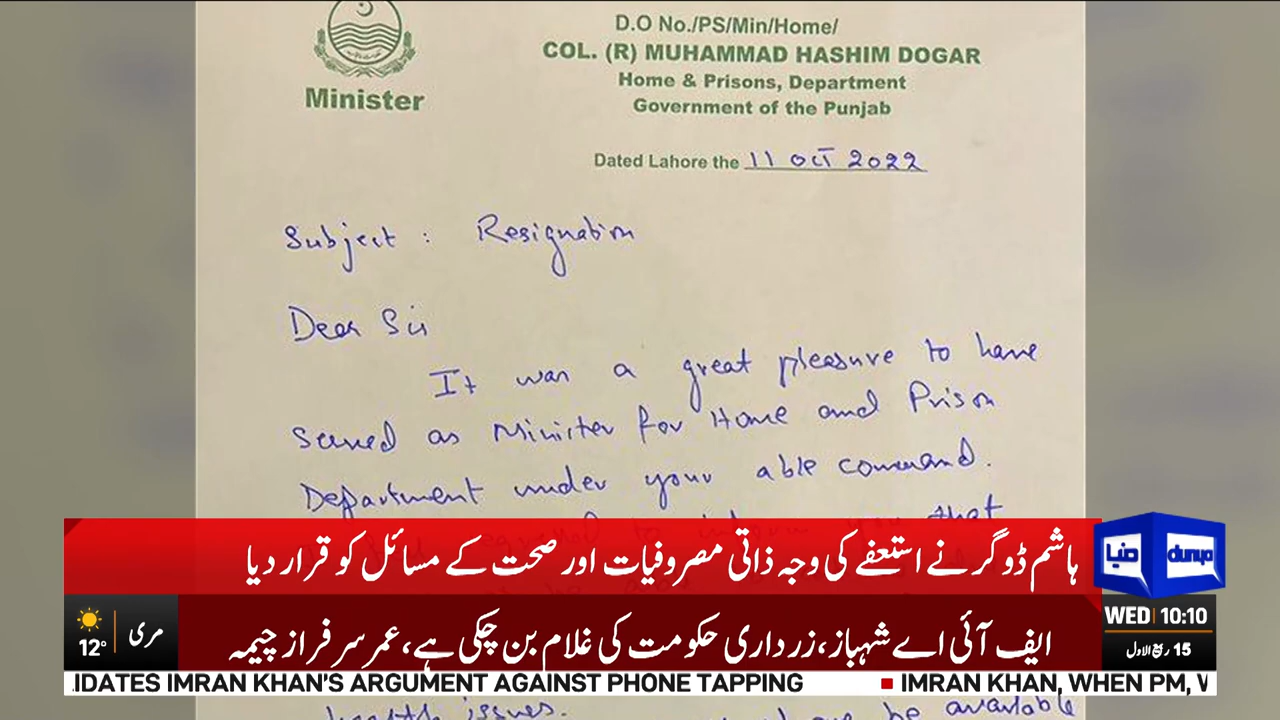 D.O No./PS/Min/Home/
COL. (R) MUHAMMAD HASHIM DOGAR
Home & Prisons, Department
Government of the Punjab
Minister
Dated Lahore the 11 OCT 2022
Subject : Resignation
Dear Sir
It was a great pleasure to have
served as Minister for Home and Prison
Department under your able command.
that
ہاشم ڈوگر نے استعفے کی وجہ ذاتی مصروفیات اور صحت کے مسائل کو قرار دیا
دنیا dunya
WED 10:10
12° مری
ایف آئی اے شہباز، زرداری حکومت کی غلام بن چکی ہے، عمر سرفراز چیمہ
15 ربیع الاول
IDATES IMRAN KHAN'S ARGUMENT AGAINST PHONE TAPPING ■ IMRAN KHAN, WHEN PM,
health issues. be available